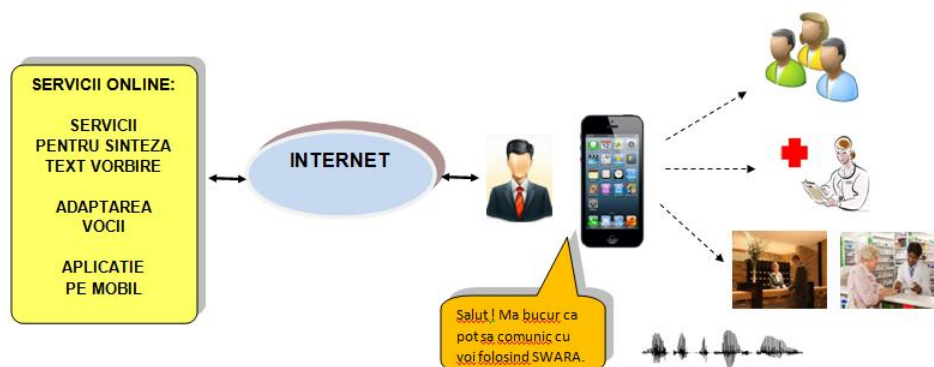 SERVICII ONLINE:
SERVICII
PENTRU SINTEZA
TEXT VORBIRE
ADAPTAREA
VOCII
APLICATIE
PE MOBIL
INTERNET
Salut! Ma bucur ca
pot sa comunic cu
voi folosind SWARA.